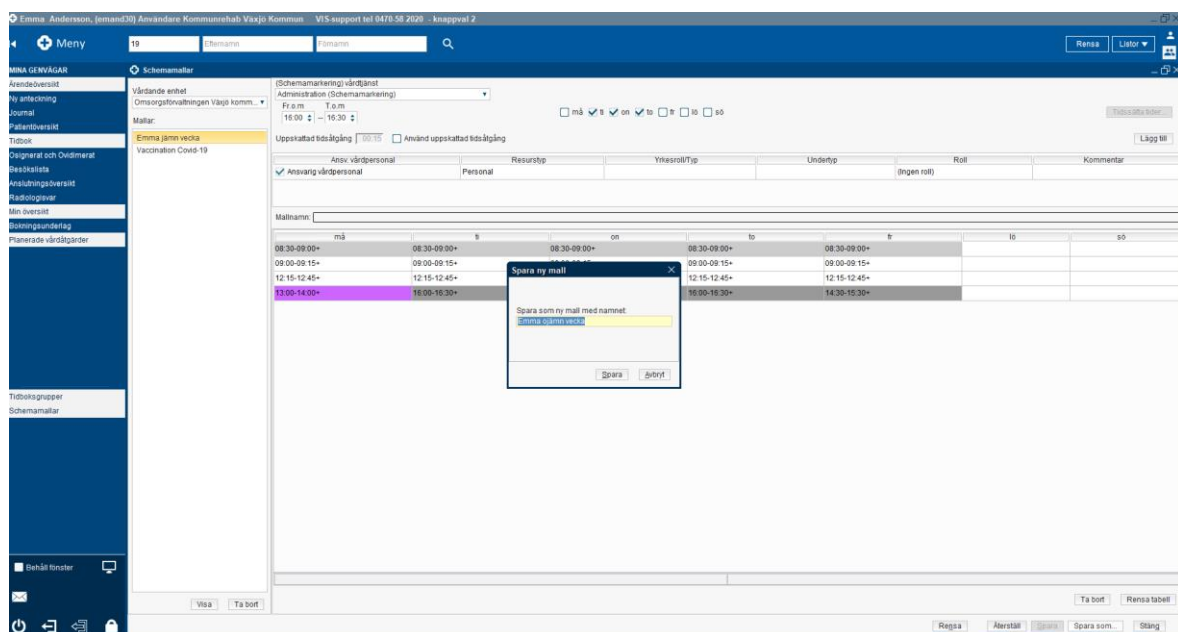 Emma Andersson, (emand30) Användare Kommunrehab Växjö Kommun VIS-support tel 0470-58 2020 - knappval 2
Meny
19
Efternamn
Förnamn
Rensa
Listor
MINA GENVÄGAR
Ärendeöversikt
Ny anteckning
Journal
Patientöversikt
Tidbok
Osignerat och Ovidimerat
Besökslista
Anslutningsöversikt
Radiologisvar
Min översikt
Bokningsunderlag
Planerade vårdåtgärder
Tidboksgrupper
Schemamallar
Behåll fönster
Schemamallar
Vårdande enhet
Omsorgsförvaltningen Växjö komm...
Mallar:
Emma jämn vecka
Vaccination Covid-19
Visa
Ta bort
(Schemamarkering) vårdtjänst
Administration (Schemamarkering)
Fr.o.m T.o.m
16:00 – 16:30
må ti on to fr lö sö
Tidssätta tider...
Uppskattad tidsåtgång 00:15 Använd uppskattad tidsåtgång
Lägg till
Ansv. vårdpersonal Resurstyp Yrkesroll/Typ Undertyp Roll Kommentar
Ansvarig vårdpersonal Personal (Ingen roll)
Mallnamn:
må ti on to fr lö sö
08:30-09:00+ 08:30-09:00+ 08:30-09:00+ 08:30-09:00+ 08:30-09:00+
09:00-09:15+ 09:00-09:15+ 09:00-09:15+ 09:00-09:15+
12:15-12:45+ 12:15-12:45+ 12:15-12:45+ 12:15-12:45+
13:00-14:00+ 16:00-16:30+ 16:00-16:30+ 14:30-15:30+
Spara ny mall
Spara som ny mall med namnet:
Emma ojämn vecka
Spara
Avbryt
Ta bort
Rensa tabell
Rensa
Återställ
Spara
Spara som...
Stäng